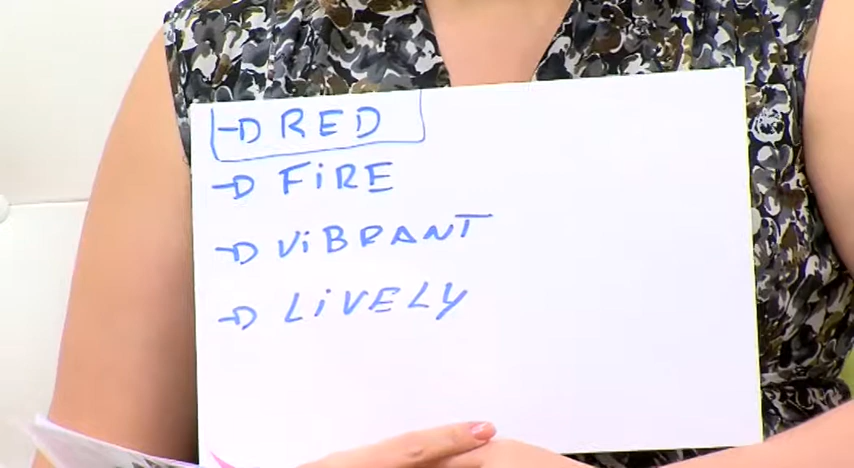 → RED
→ FiRE
→ ViBRANT
→ LiVELY